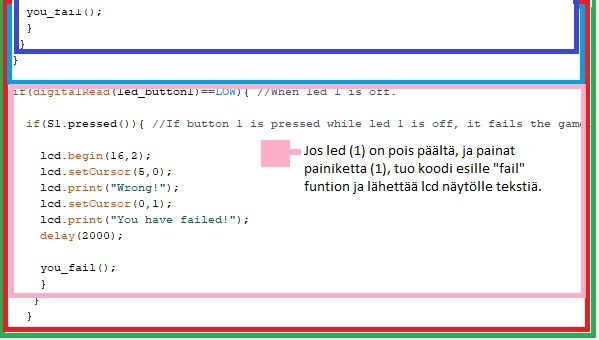 you_fail();
}
}
}
if(digitalRead(led_button1)==LOW){ //When led 1 is off.
if(S1.pressed()){ //If button 1 is pressed while led 1 is off, it fails the game
lcd.begin(16,2);
lcd.setCursor(5,0);
lcd.print("Wrong!");
lcd.setCursor(0,1);
lcd.print("You have failed!");
delay(2000);
you_fail();
}
}
}
Jos led (1) on pois päältä, ja painat
painiketta (1), tuo koodi esille "fail"
funtion ja lähettää lcd näytölle tekstiä.